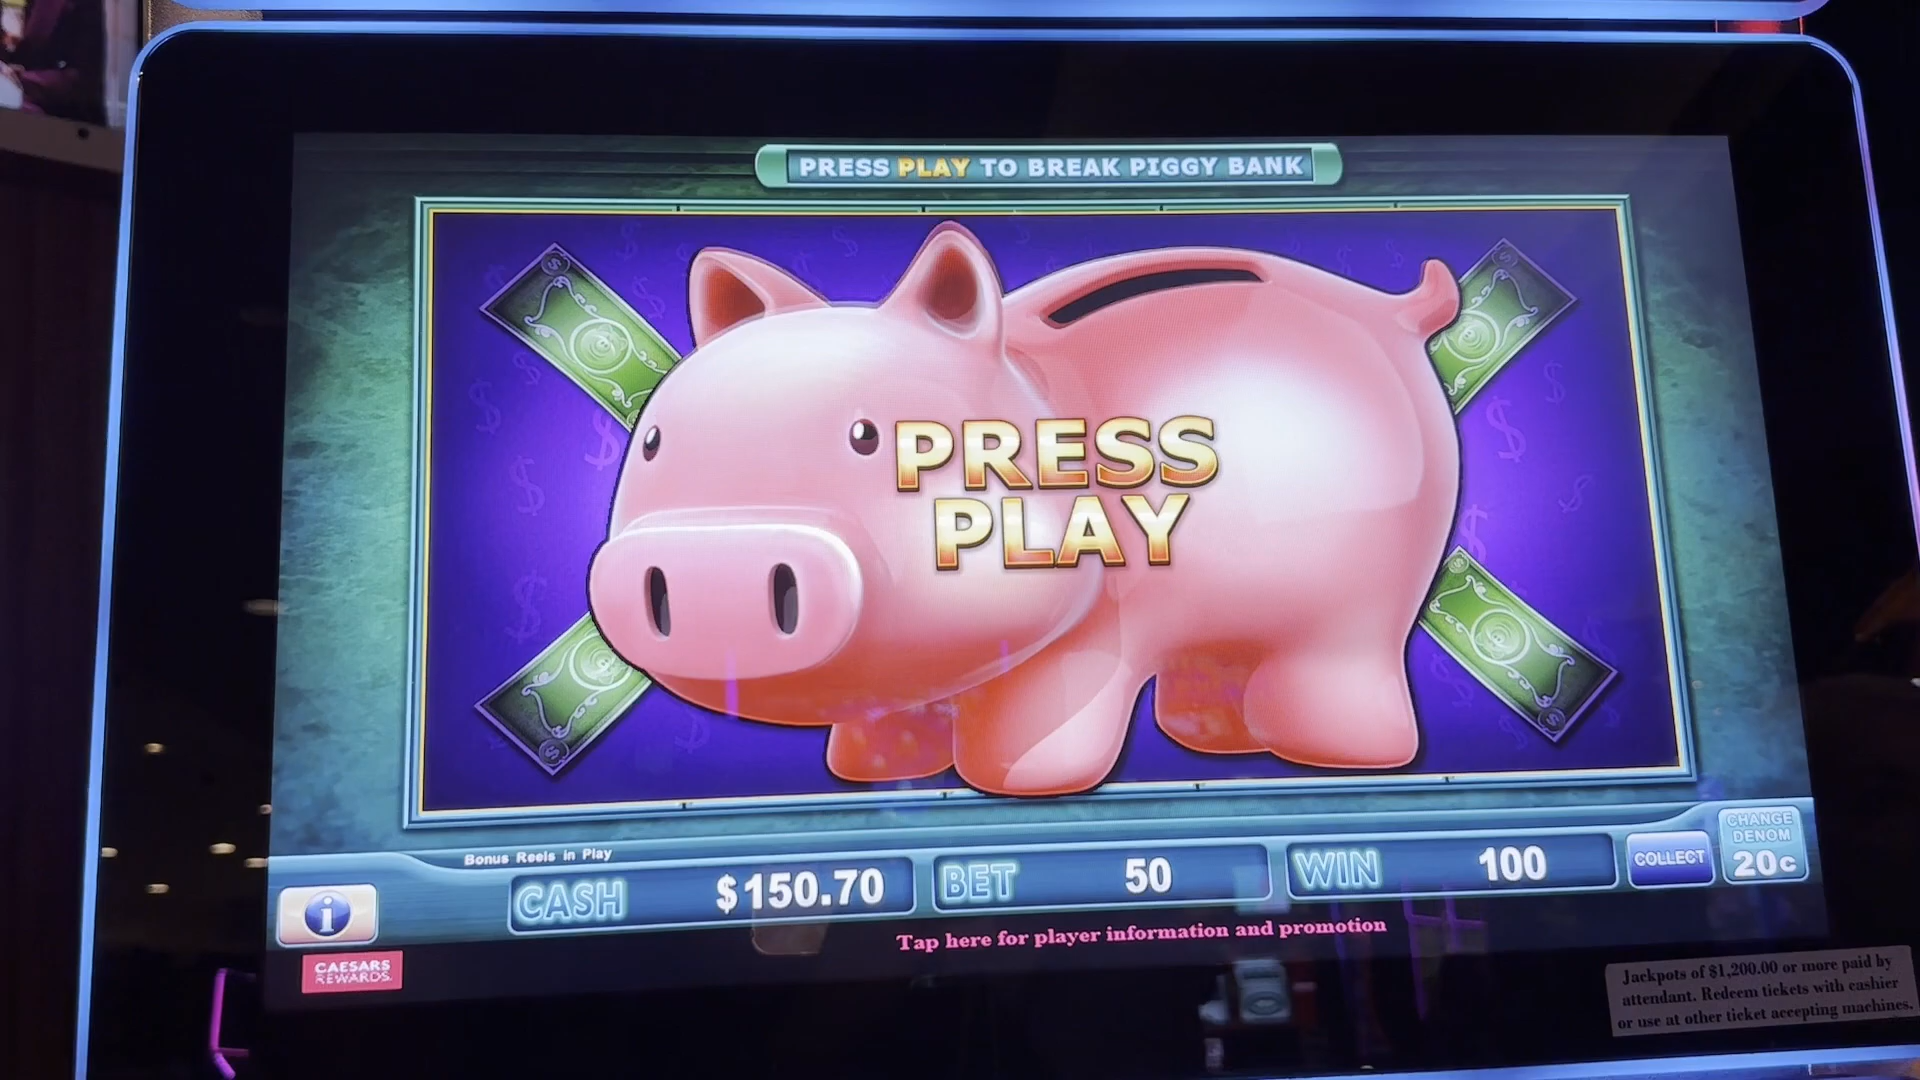 PRESS PLAY TO BREAK PIGGY BANK
PRESS
PLAY
Bonus Reels in Play
CASH $150.70
BET 50
WIN 100
COLLECT
CHANGE
DENOM
20c
Tap here for player information and promotion
CAESARS
REWARDS
Jackpots of $1,200.00 or more paid by
attendant. Redeem tickets with cashier
or use at other ticket accepting machines.